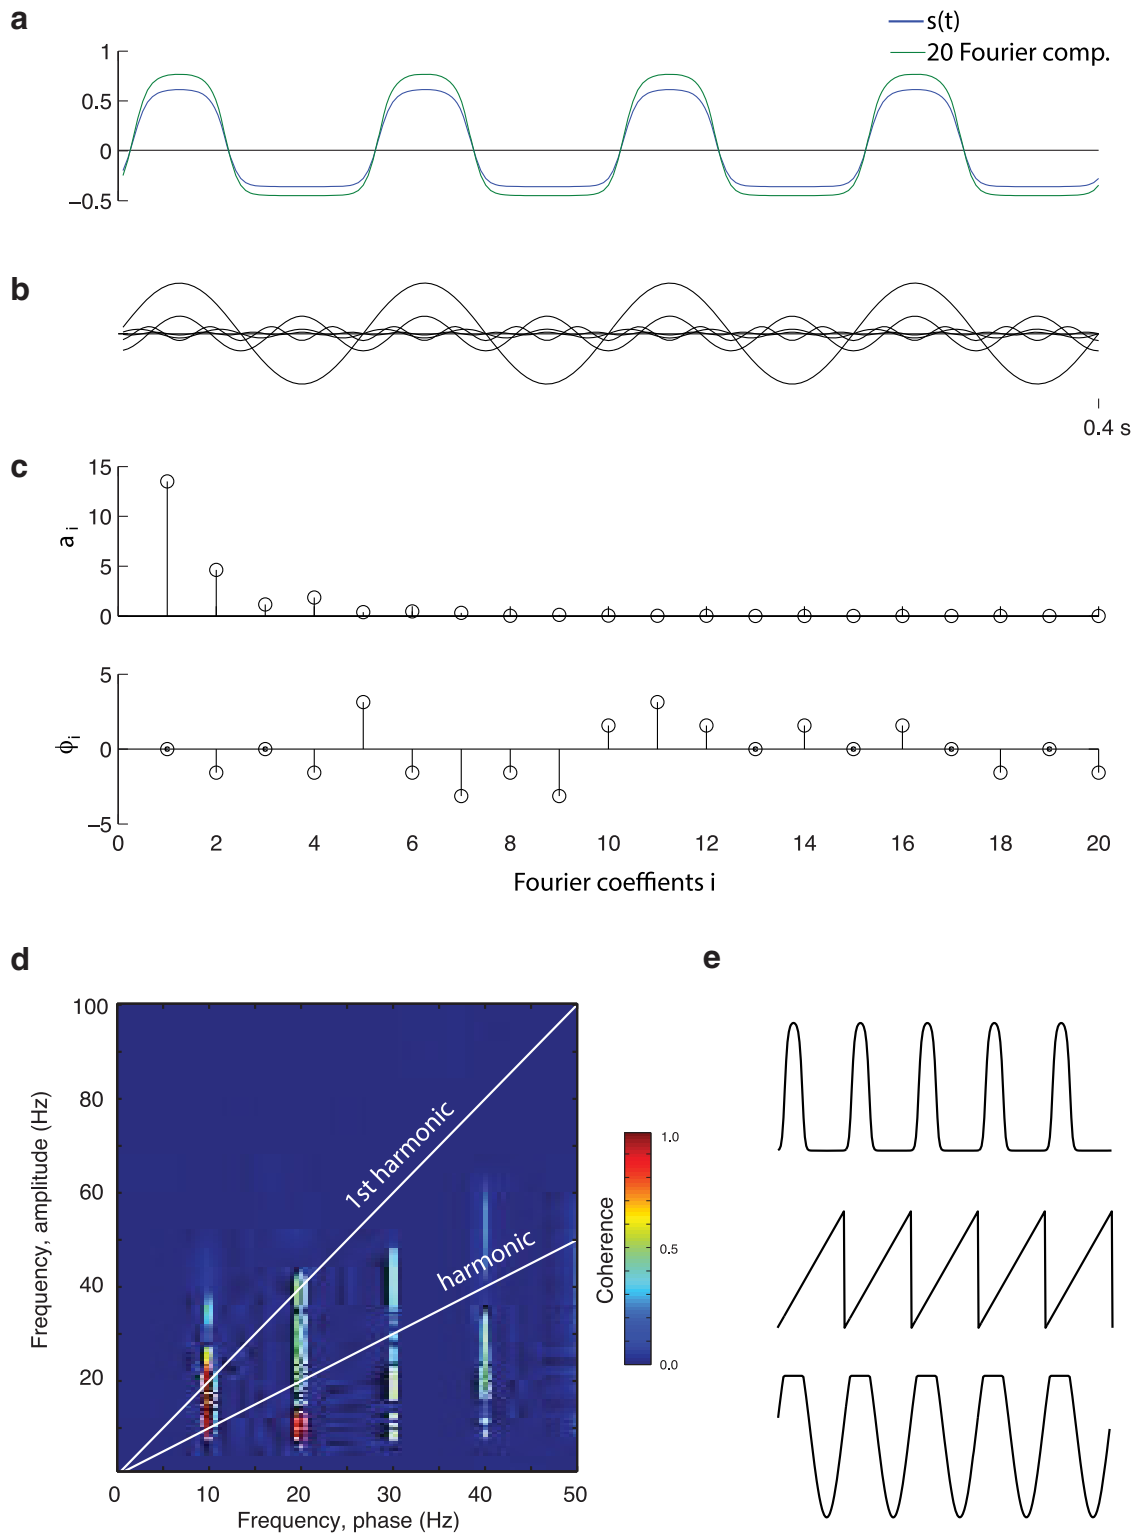 a
s(t)
20 Fourier comp.
1
0.5
0
−0.5
b
0.4 s
c
15
10
5
0
a i
5
0
−5
ϕi
0 2 4 6 8 10 12 14 16 18 20
Fourier coeffients i
d
100
80
60
40
20
Frequency, amplitude (Hz)
1st harmonic
harmonic
0 10 20 30 40 50
Frequency, phase (Hz)
Coherence
1.0
0.5
0.0
e